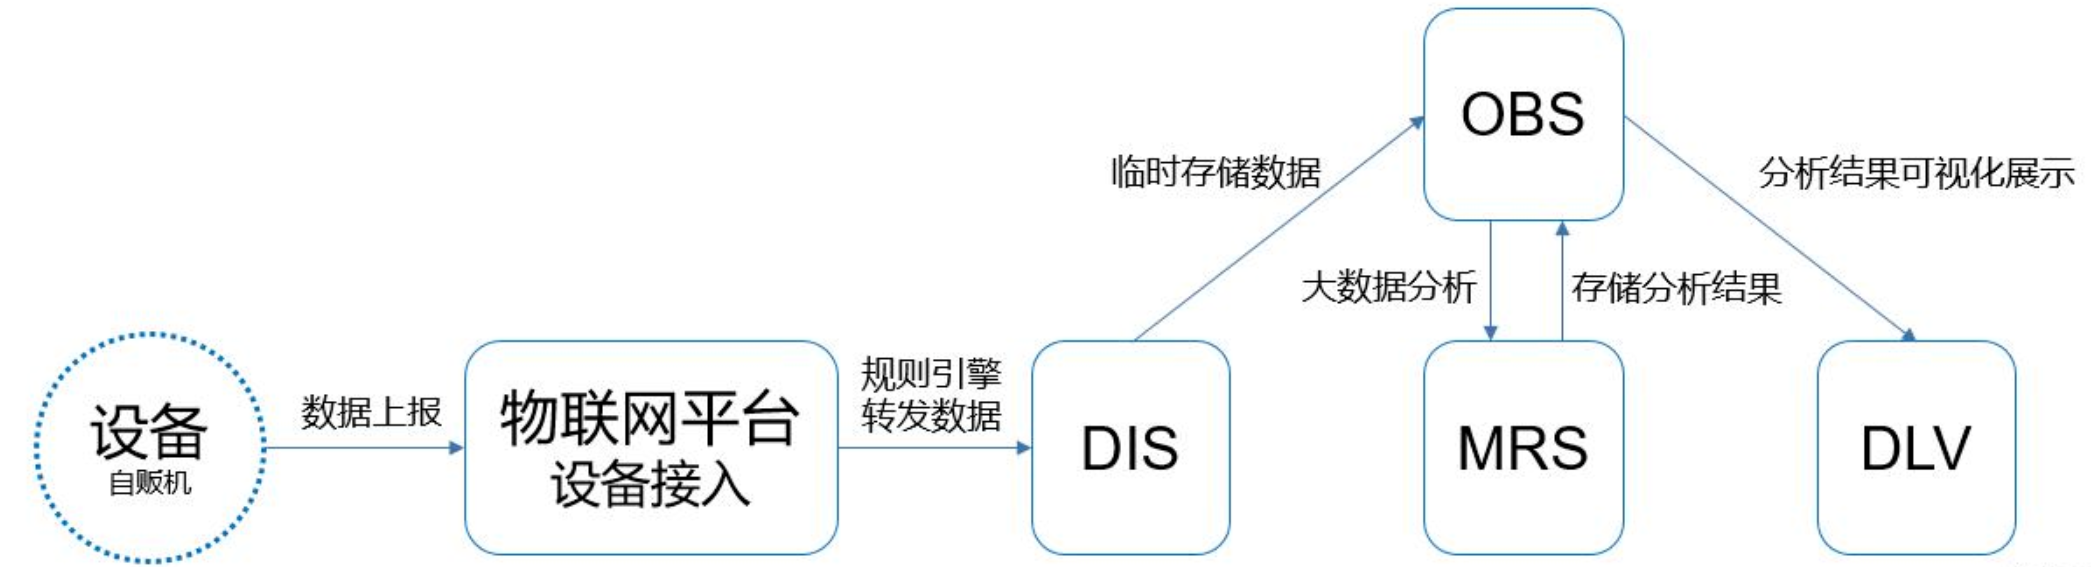 设备
自贩机
数据上报
物联网平台
设备接入
规则引擎
转发数据
DIS
临时存储数据
OBS
大数据分析
存储分析结果
MRS
分析结果可视化展示
DLV